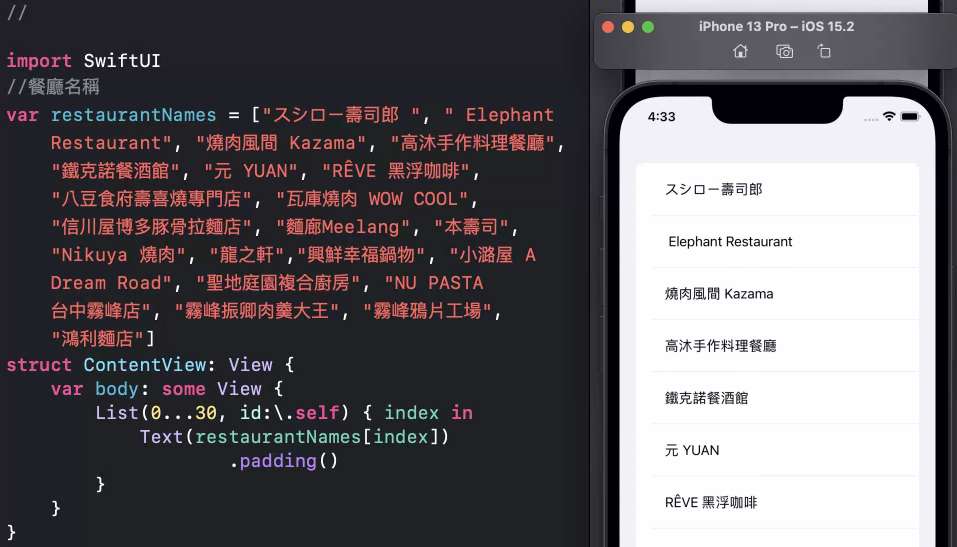 //
import SwiftUI
//餐廳名稱
var restaurantNames = ["スシロー壽司郎 ", " Elephant
Restaurant", "燒肉風間 Kazama", "高沐手作料理餐廳",
"鐵克諾餐酒館", "元 YUAN", "RÊVE 黑浮咖啡",
"八豆食府壽喜燒專門店", "瓦庫燒肉 WOW COOL",
"信川屋博多豚骨拉麵店", "麵廊Meelang", "本壽司",
"Nikuya 燒肉", "龍之軒","興鮮幸福鍋物", "小潞屋 A
Dream Road", "聖地庭園複合廚房", "NU PASTA
台中霧峰店", "霧峰振卿肉羹大王", "霧峰鴉片工場",
"鴻利麵店"]
struct ContentView: View {
var body: some View {
List(0...30, id:\.self) { index in
Text(restaurantNames[index])
.padding()
}
}
}
iPhone 13 Pro – iOS 15.2
4:33
スシロー壽司郎
Elephant Restaurant
燒肉風間 Kazama
高沐手作料理餐廳
鐵克諾餐酒館
元 YUAN
RÊVE 黑浮咖啡